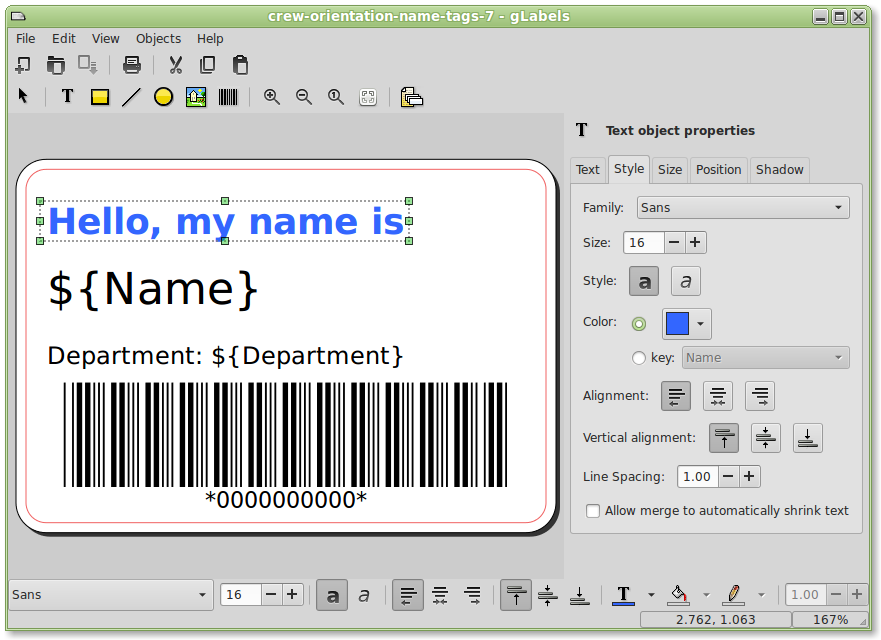 crew-orientation-name-tags-7 - gLabels
File Edit View Objects Help
T
1
T Text object properties
Text Style Size Position Shadow
Hello, my name is
${Name}
Department: ${Department}
*0000000000*
Family: Sans
Size: 16
Style: a a
Color:
key: Name
Alignment:
Vertical alignment:
Line Spacing: 1.00
Allow merge to automatically shrink text
Sans 16 a a T 1.00
2.762, 1.063 167%